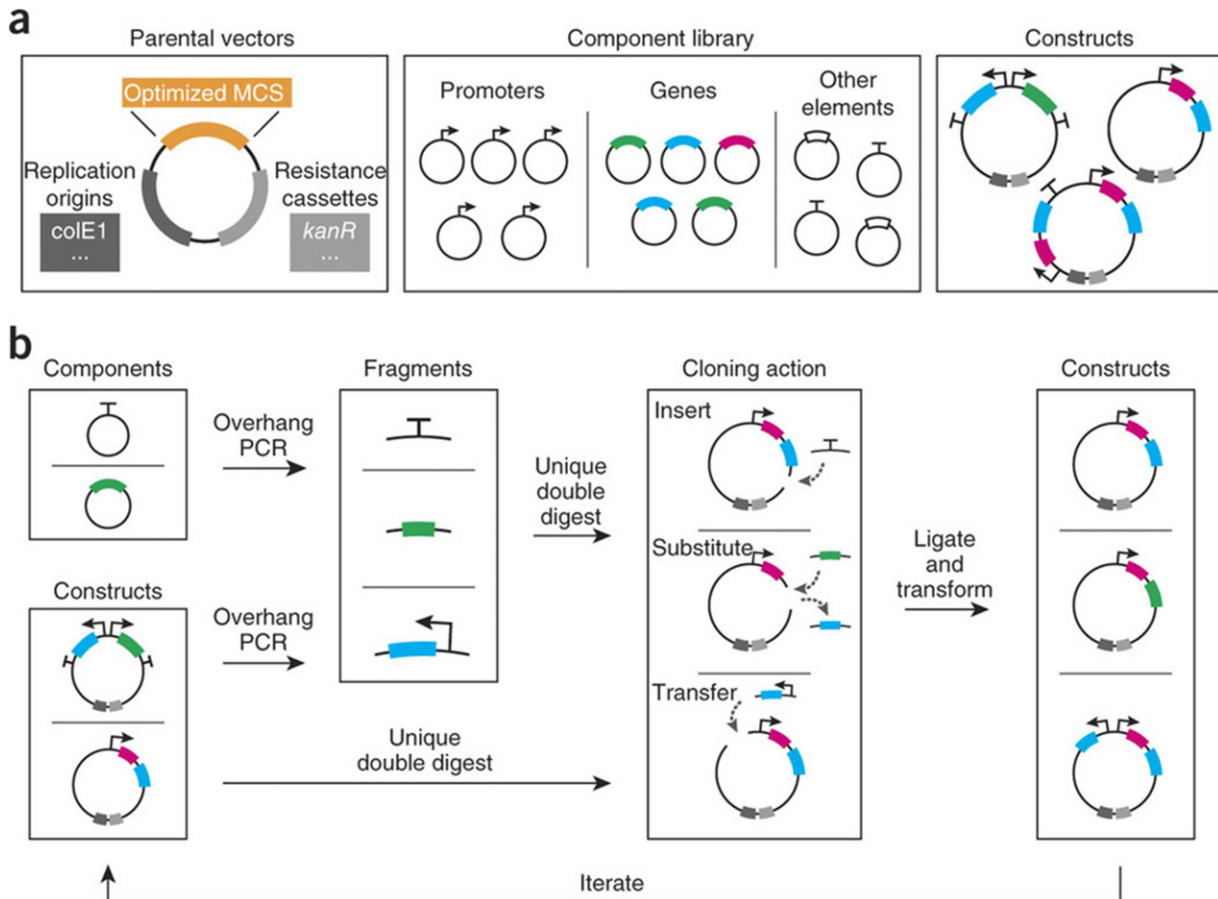 a
Parental vectors
Optimized MCS
Replication
origins
colE1
...
Resistance
cassettes
kanR
...
Component library
Promoters
Genes
Other
elements
Constructs
b
Components
Overhang
PCR
Fragments
Constructs
Overhang
PCR
Unique
double
digest
Unique
double digest
Cloning action
Insert
Substitute
Transfer
Ligate
and
transform
Constructs
Iterate